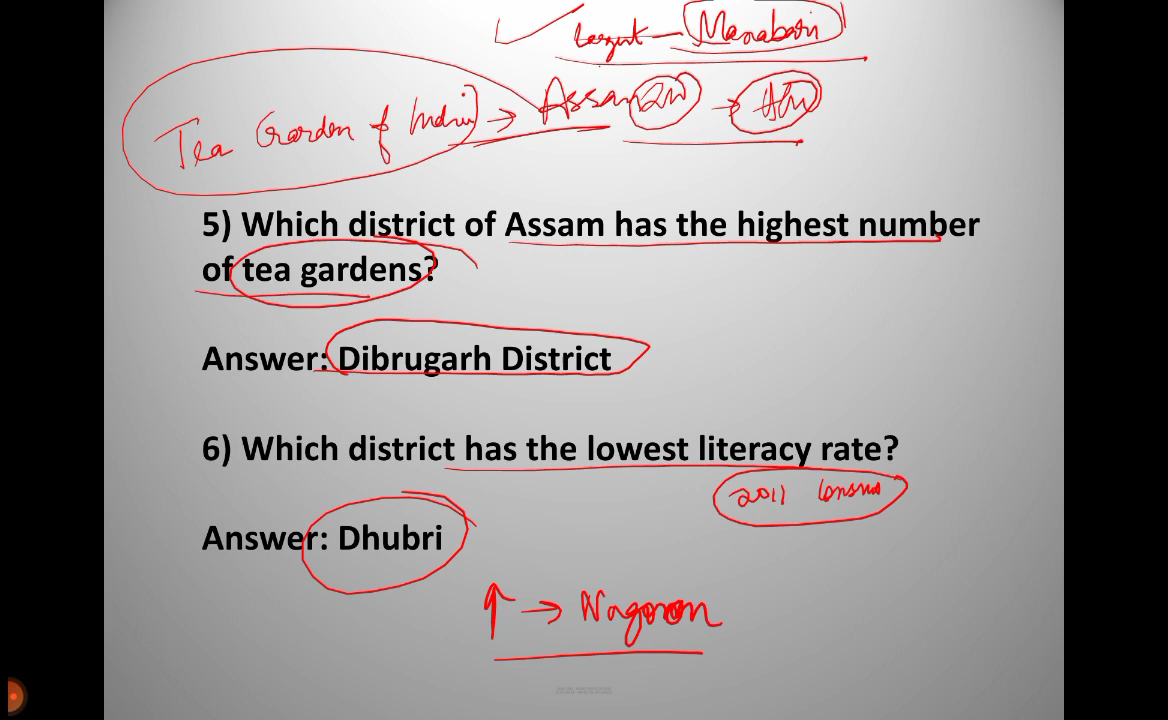 largest – Manabari
Tea Garden of India → Assam →
5) Which district of Assam has the highest number
of tea gardens?
Answer: Dibrugarh District
6) Which district has the lowest literacy rate?
2011 Census
Answer: Dhubri
↑ →